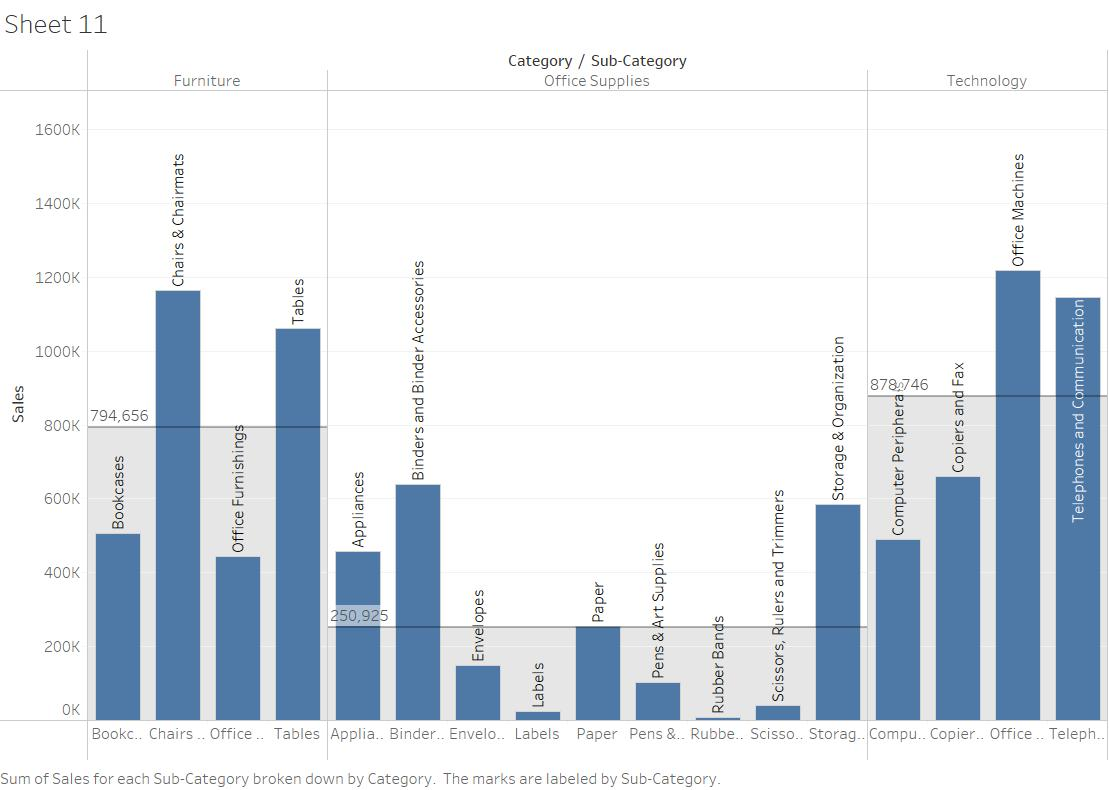 Sheet 11
Category / Sub-Category
Furniture
Office Supplies
Technology
Sales
1600K
1400K
1200K
1000K
800K
600K
400K
200K
0K
794,656
250,925
878,746
Bookcases
Chairs & Chairmats
Office Furnishings
Tables
Appliances
Binders and Binder Accessories
Envelopes
Labels
Paper
Pens & Art Supplies
Rubber Bands
Scissors, Rulers and Trimmers
Storage & Organization
Computer Peripherals
Copiers and Fax
Office Machines
Telephones and Communication
Bookc..
Chairs ..
Office ..
Tables
Applia..
Binder..
Envelo..
Labels
Paper
Pens &..
Rubbe..
Scisso..
Storag..
Compu..
Copier..
Office ..
Teleph..
Sum of Sales for each Sub-Category broken down by Category. The marks are labeled by Sub-Category.